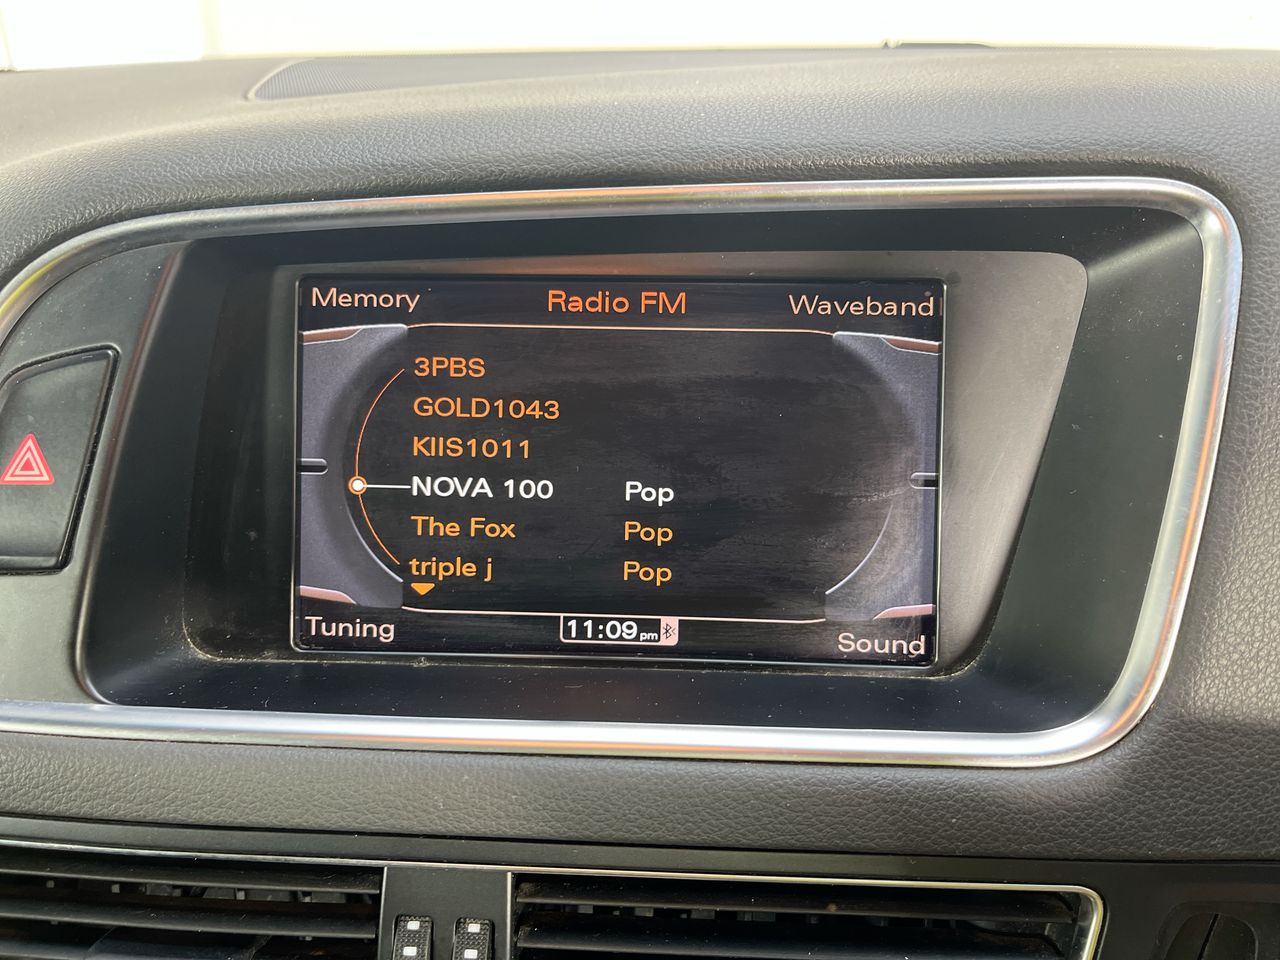 Memory Radio FM Waveband
3PBS
GOLD1043
KIIS1011
NOVA 100 Pop
The Fox Pop
triple j Pop
Tuning 11:09 pm Sound